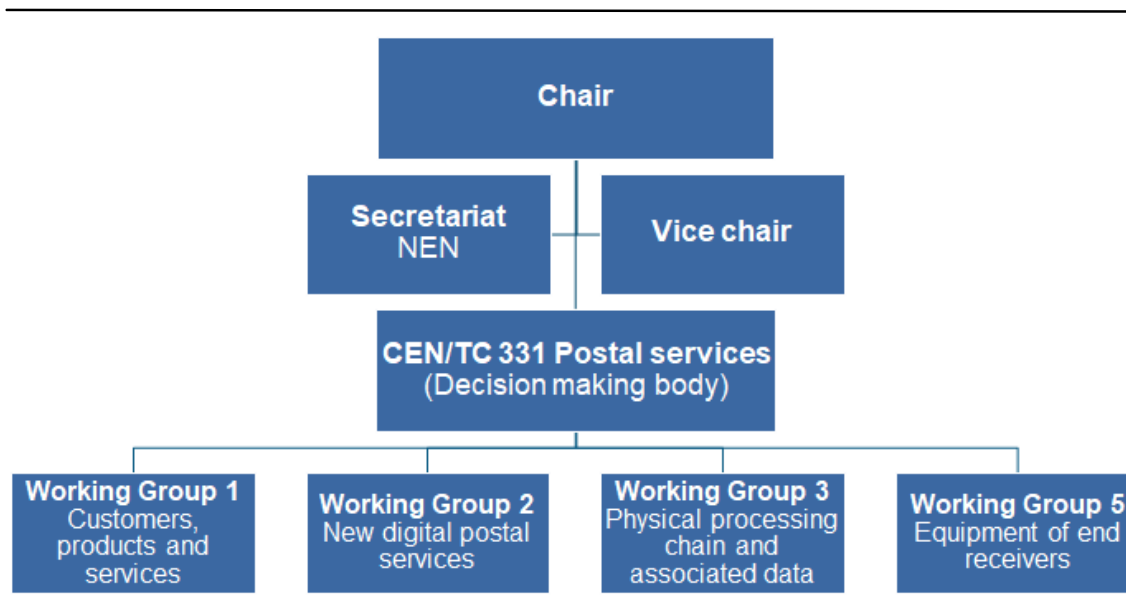 Chair
Secretariat
NEN
Vice chair
CEN/TC 331 Postal services
(Decision making body)
Working Group 1
Customers,
products and
services
Working Group 2
New digital postal
services
Working Group 3
Physical processing
chain and
associated data
Working Group 5
Equipment of end
receivers